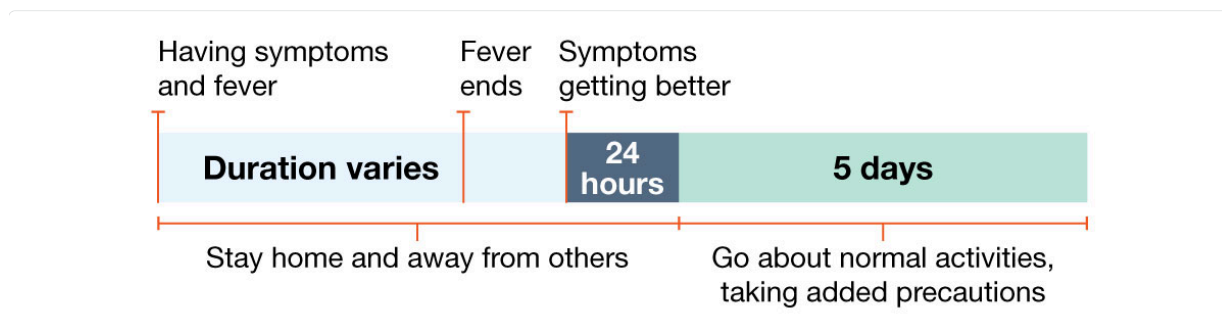 Having symptoms
and fever
Fever
ends
Symptoms
getting better
Duration varies
24
hours
5 days
Stay home and away from others
Go about normal activities,
taking added precautions